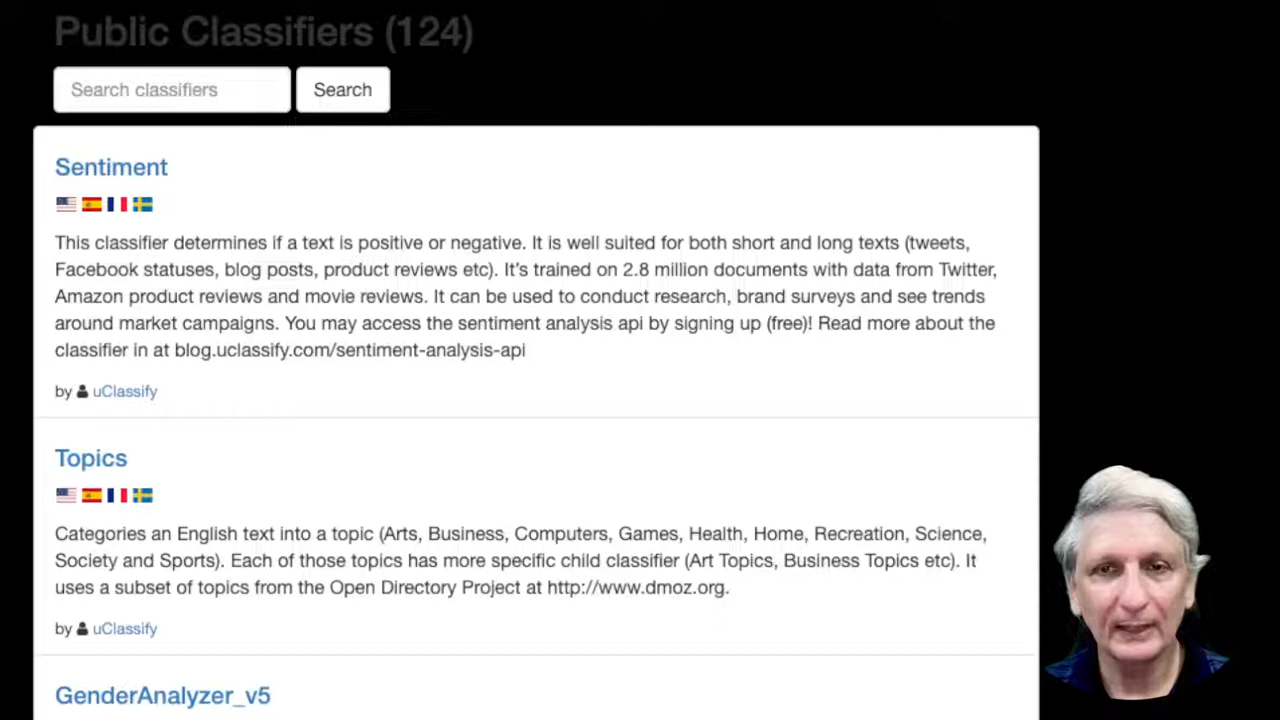 Public Classifiers (124)
Search classifiers Search
Sentiment
This classifier determines if a text is positive or negative. It is well suited for both short and long texts (tweets,
Facebook statuses, blog posts, product reviews etc). It's trained on 2.8 million documents with data from Twitter,
Amazon product reviews and movie reviews. It can be used to conduct research, brand surveys and see trends
around market campaigns. You may access the sentiment analysis api by signing up (free)! Read more about the
classifier in at blog.uclassify.com/sentiment-analysis-api
by uClassify
Topics
Categories an English text into a topic (Arts, Business, Computers, Games, Health, Home, Recreation, Science,
Society and Sports). Each of those topics has more specific child classifier (Art Topics, Business Topics etc). It
uses a subset of topics from the Open Directory Project at http://www.dmoz.org.
by uClassify
GenderAnalyzer_v5